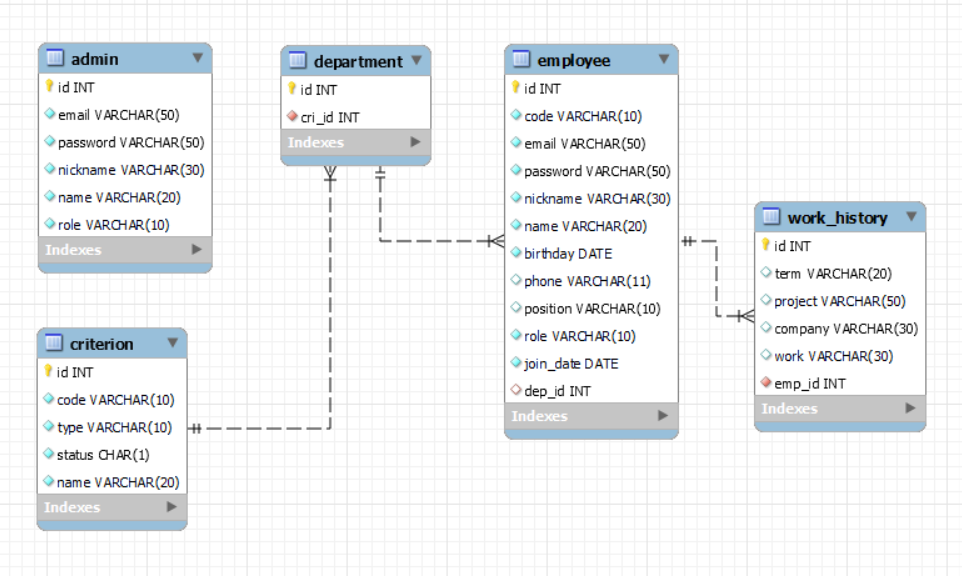 admin
id INT
email VARCHAR(50)
password VARCHAR(50)
nickname VARCHAR(30)
name VARCHAR(20)
role VARCHAR(10)
Indexes
department
id INT
cri_id INT
Indexes
employee
id INT
code VARCHAR(10)
email VARCHAR(50)
password VARCHAR(50)
nickname VARCHAR(30)
name VARCHAR(20)
birthday DATE
phone VARCHAR(11)
position VARCHAR(10)
role VARCHAR(10)
join_date DATE
dep_id INT
Indexes
work_history
id INT
term VARCHAR(20)
project VARCHAR(50)
company VARCHAR(30)
work VARCHAR(30)
emp_id INT
Indexes
criterion
id INT
code VARCHAR(10)
type VARCHAR(10)
status CHAR(1)
name VARCHAR(20)
Indexes